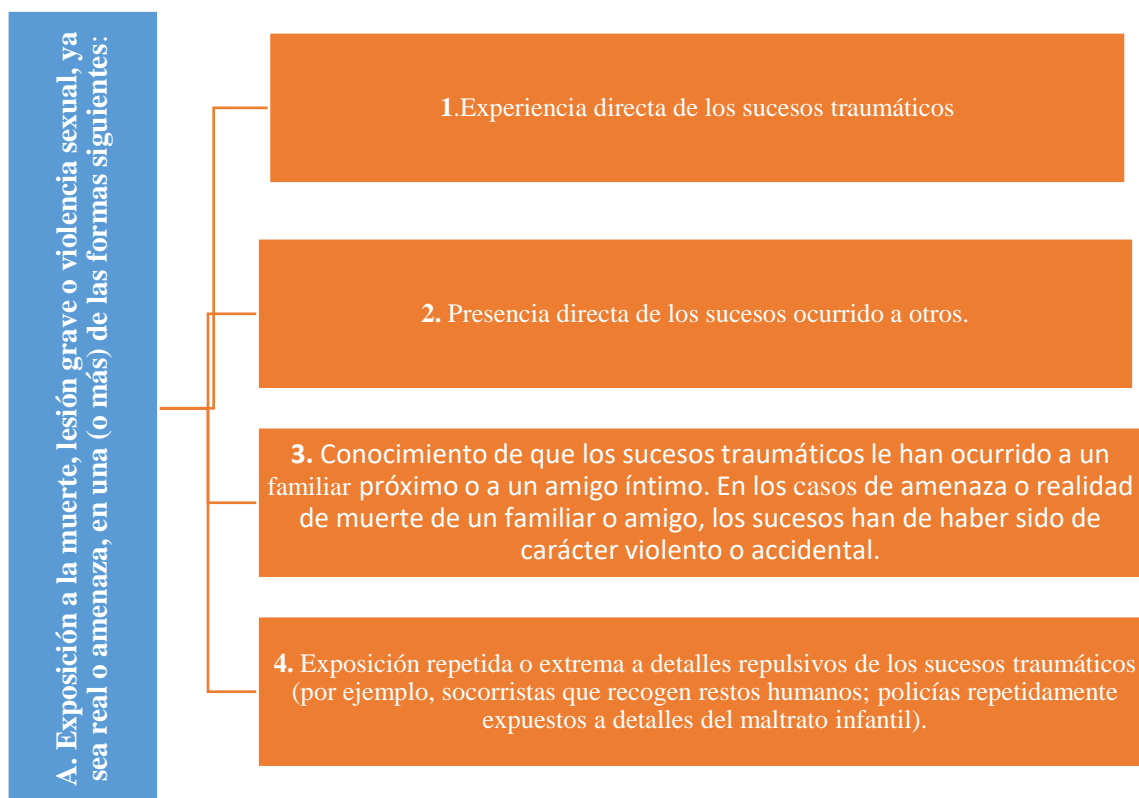 A. Exposición a la muerte, lesión grave o violencia sexual, ya
sea real o amenaza, en una (o más) de las formas siguientes:
1.Experiencia directa de los sucesos traumáticos
2. Presencia directa de los sucesos ocurrido a otros.
3. Conocimiento de que los sucesos traumáticos le han ocurrido a un
familiar próximo o a un amigo íntimo. En los casos de amenaza o realidad
de muerte de un familiar o amigo, los sucesos han de haber sido de
carácter violento o accidental.
4. Exposición repetida o extrema a detalles repulsivos de los sucesos traumáticos
(por ejemplo, socorristas que recogen restos humanos; policías repetidamente
expuestos a detalles del maltrato infantil).